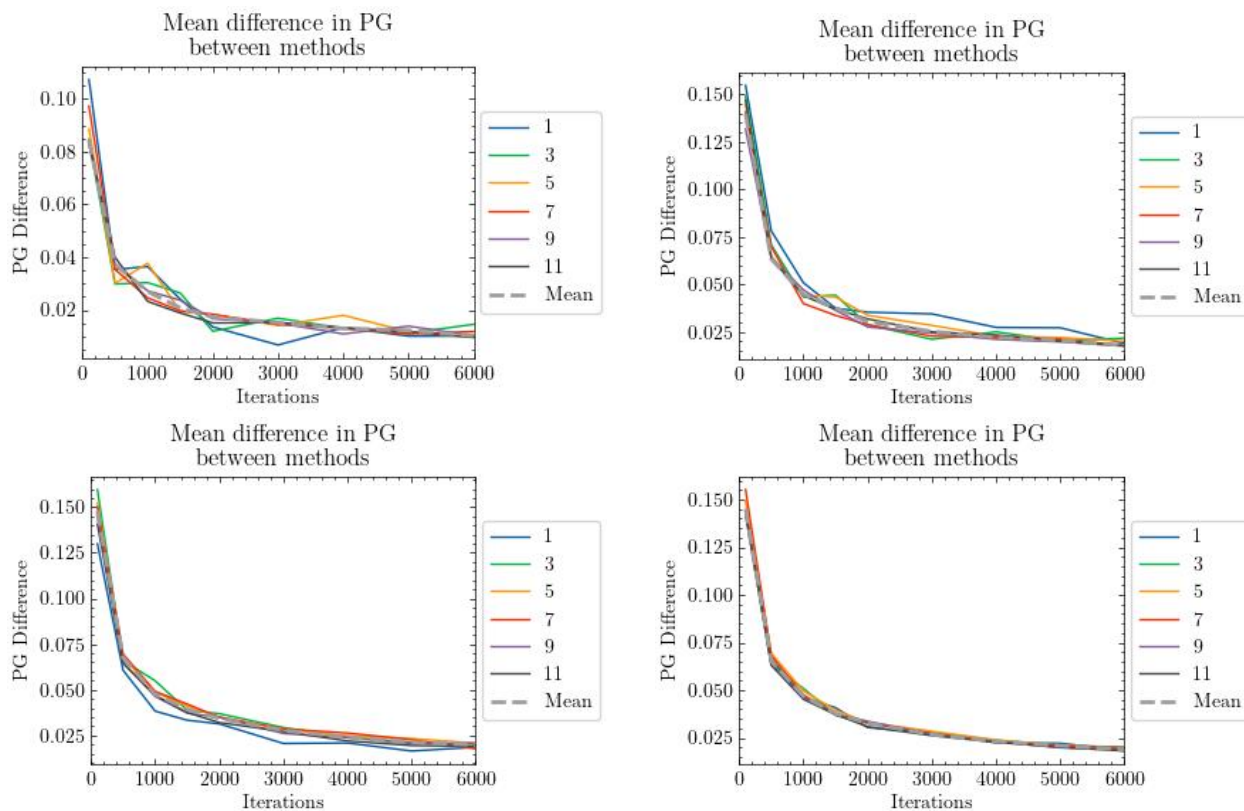 Mean difference in PG
between methods
0.10
0.08
0.06
0.04
0.02
PG Difference
0 1000 2000 3000 4000 5000 6000
Iterations
1
3
5
7
9
11
Mean
Mean difference in PG
between methods
0.150
0.125
0.100
0.075
0.050
0.025
PG Difference
0 1000 2000 3000 4000 5000 6000
Iterations
1
3
5
7
9
11
Mean
Mean difference in PG
between methods
0.150
0.125
0.100
0.075
0.050
0.025
PG Difference
0 1000 2000 3000 4000 5000 6000
Iterations
1
3
5
7
9
11
Mean
Mean difference in PG
between methods
0.150
0.125
0.100
0.075
0.050
0.025
PG Difference
0 1000 2000 3000 4000 5000 6000
Iterations
1
3
5
7
9
11
Mean